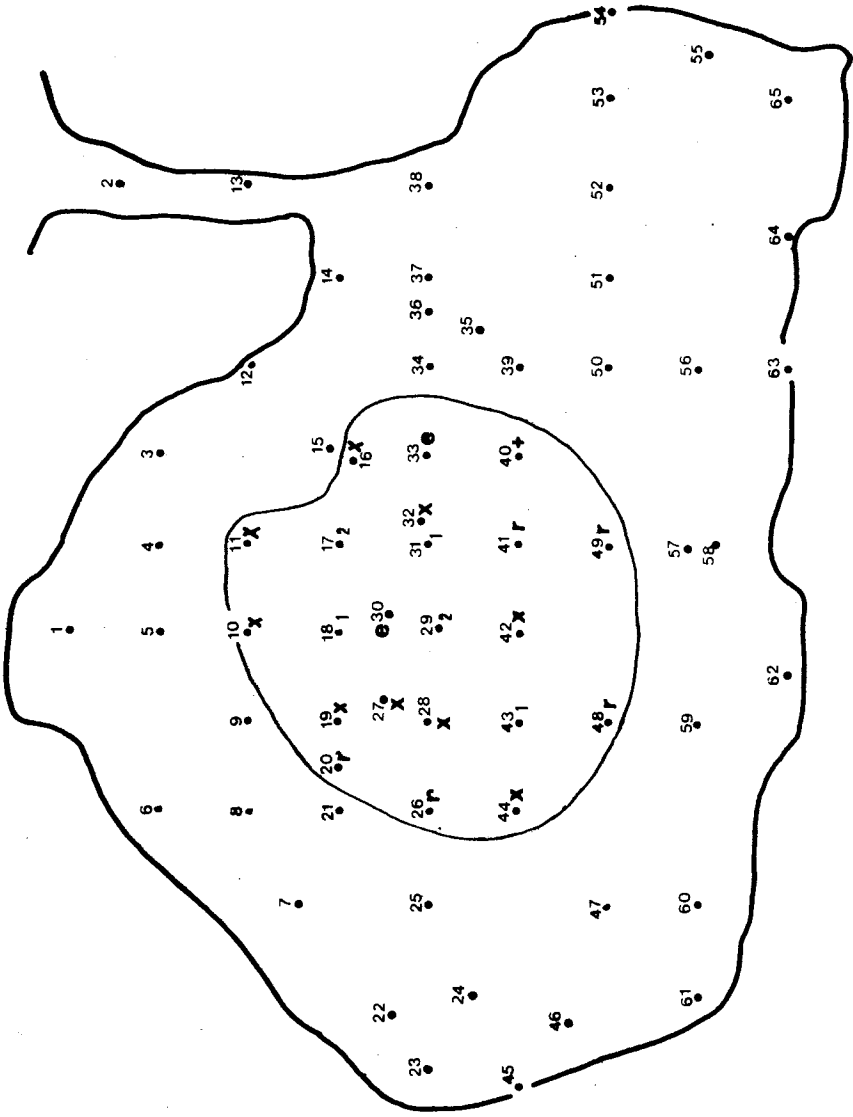 1
2
6 5 4 3
8 9 10 x 11 x 12 13
7
21 20 r 19 x 18 1 17 2 15 14
16 x
22 27 x e 30
23 25 26 r 28 x 29 2 31 1 32 x 33 e 34 36 37 38
24 35
45 44 x 43 1 42 x 41 r 40 + 39
46
47 48 r 49 r 50 51 52 53 54
61 60 59 57 56 55
58
62 63 64 65